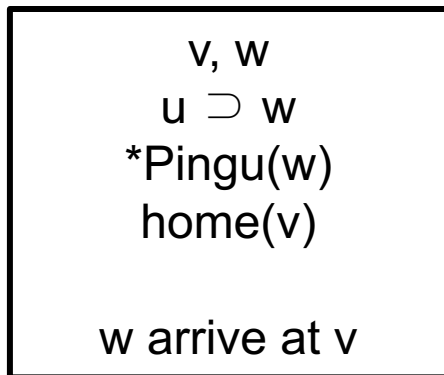 v, w
u ⊃ w
*Pingu(w)
home(v)
w arrive at v